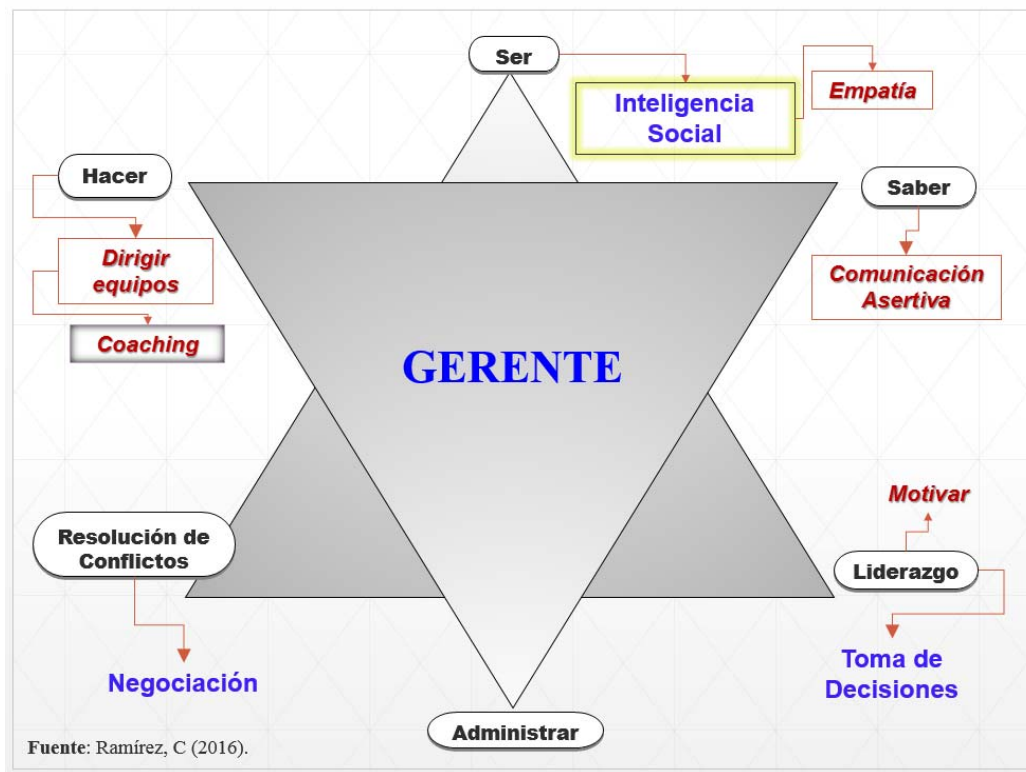 Ser
Inteligencia
Social
Empatía
Hacer
Saber
Dirigir
equipos
Comunicación
Asertiva
Coaching
GERENTE
Motivar
Resolución de
Conflictos
Liderazgo
Negociación
Toma de
Decisiones
Administrar
Fuente: Ramírez, C (2016).